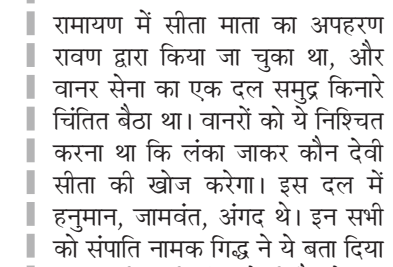 रामायण में सीता माता का अपहरण
रावण द्वारा किया जा चुका था, और
वानर सेना का एक दल समुद्र किनारे
चिंतित बैठा था। वानरों को ये निश्चित
करना था कि लंका जाकर कौन देवी
सीता की खोज करेगा। इस दल में
हनुमान, जामवंत, अंगद थे। इन सभी
को संपाति नामक गिद्ध ने ये बता दिया